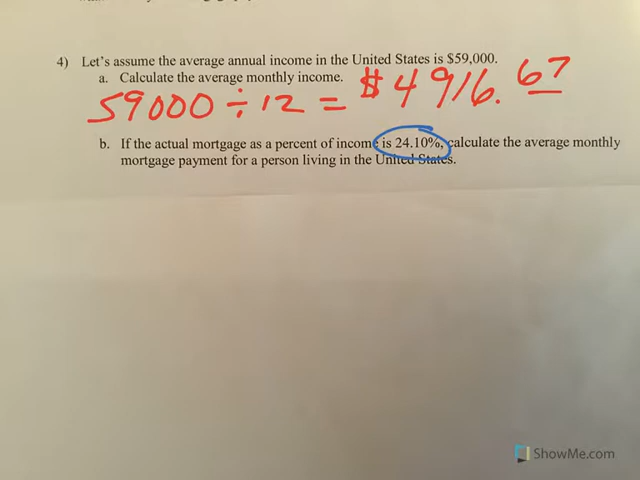 4) Let's assume the average annual income in the United States is $59,000.
a. Calculate the average monthly income.
59000 ÷ 12 = $4916.67
b. If the actual mortgage as a percent of income is 24.10%, calculate the average monthly
mortgage payment for a person living in the United States.
ShowMe.com